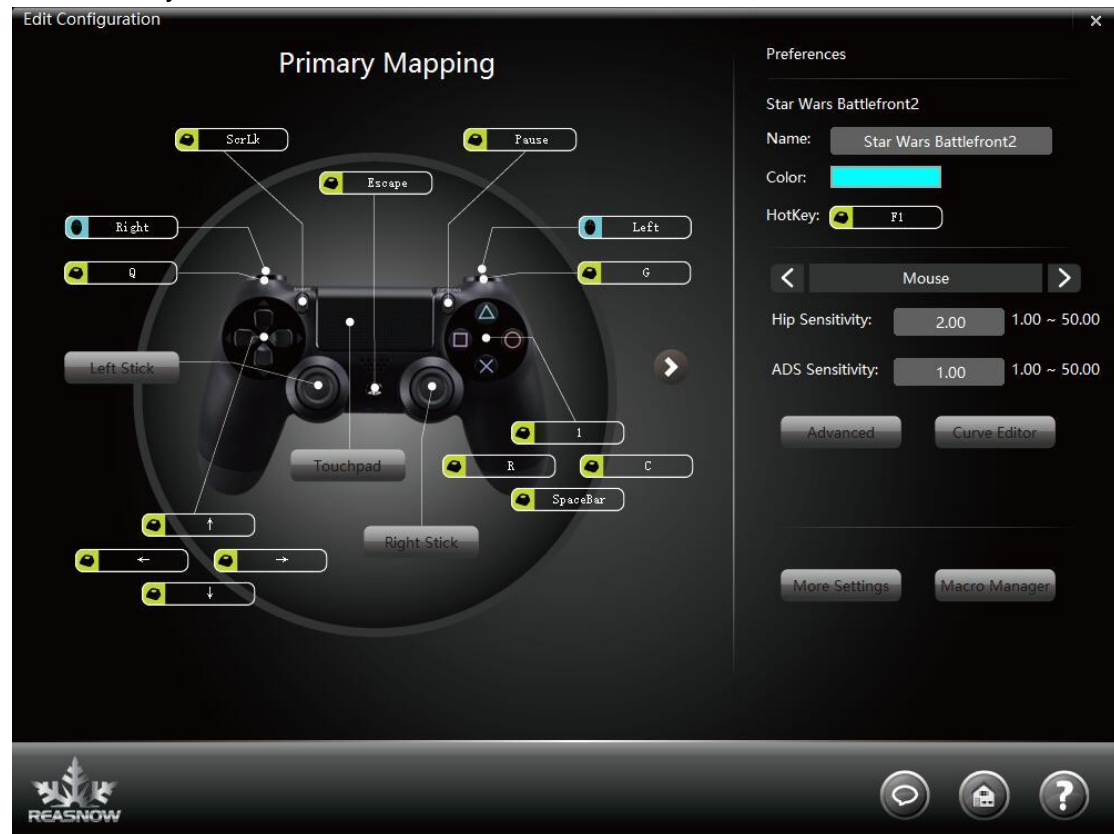 Edit Configuration
Primary Mapping
ScrLk
Pause
Escape
Right
Left
Q
G
Left Stick
Touchpad
Right Stick
1
R
C
SpaceBar
↑
← →
↓
Preferences
Star Wars Battlefront2
Name: Star Wars Battlefront2
Color:
HotKey: F1
Mouse
Hip Sensitivity: 2.00 1.00 ~ 50.00
ADS Sensitivity: 1.00 1.00 ~ 50.00
Advanced Curve Editor
More Settings Macro Manager
REASNOW
?